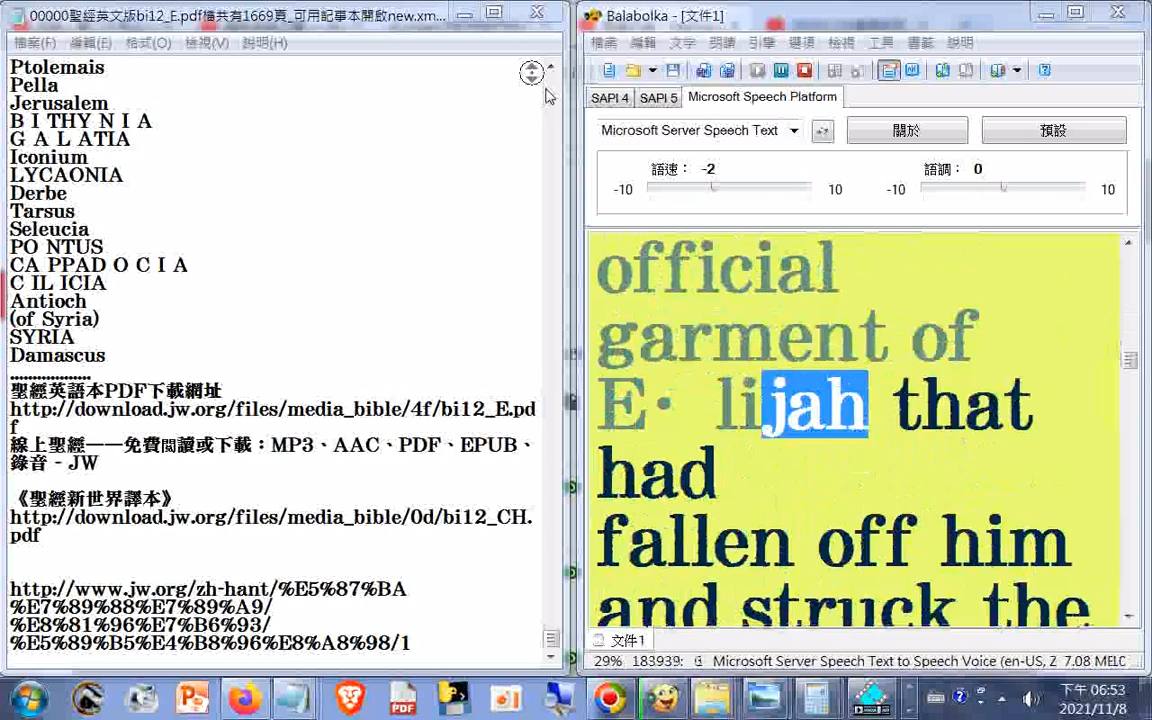 00000聖經英文版bi12_E.pdf檔共有1669頁_可用記事本開啟new.xm...
檔案(F) 編輯(E) 格式(O) 檢視(V) 說明(H)
Ptolemais
Pella
Jerusalem
B I THY N I A
G A L ATIA
Iconium
LYCAONIA
Derbe
Tarsus
Seleucia
PO NTUS
CA PPAD O C I A
C IL ICIA
Antioch
(of Syria)
SYRIA
Damascus
..................
聖經英語本PDF下載網址
http://download.jw.org/files/media_bible/4f/bi12_E.pd
f
線上聖經——免費閱讀或下載：MP3、AAC、PDF、EPUB、
錄音 - JW
《聖經新世界譯本》
http://download.jw.org/files/media_bible/0d/bi12_CH.
pdf
http://www.jw.org/zh-hant/%E5%87%BA
%E7%89%88%E7%89%A9/
%E8%81%96%E7%B6%93/
%E5%89%B5%E4%B8%96%E8%A8%98/1
Balabolka - [文件1]
檔案 編輯 文字 朗讀 引擎 選項 檢視 工具 書籤 說明
SAPI 4 SAPI 5 Microsoft Speech Platform
Microsoft Server Speech Text 關於 預設
語速： -2 語調： 0
-10 10 -10 10
official
garment of
E· lijah that
had
fallen off him
and struck the
文件1
29% 183939: Microsoft Server Speech Text to Speech Voice (en-US, Z 7.08 MELC
PDF
下午 06:53
2021/11/8